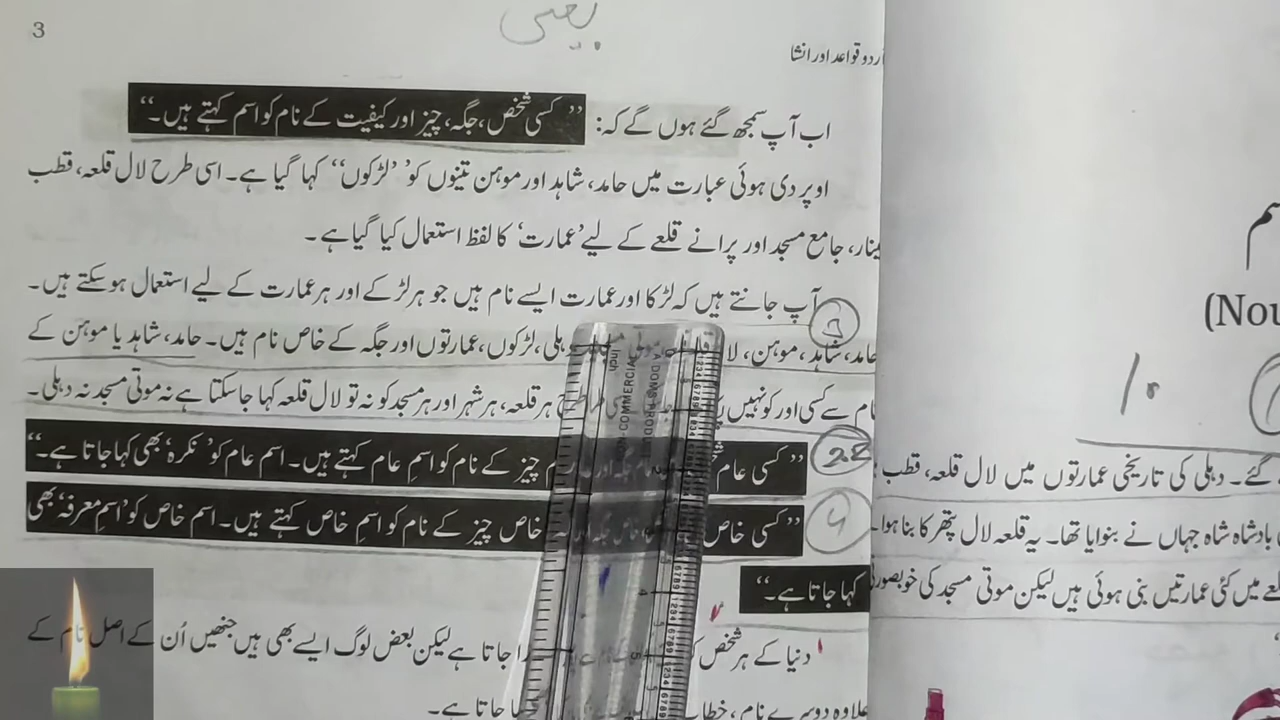 3
یعنی
اردو قواعد اور انشا
اب آپ سمجھ گئے ہوں گے کہ: ’’ کسی شخص، جگہ، چیز اور کیفیت کے نام کو اسم کہتے ہیں۔‘‘
اوپر دی ہوئی عبارت میں حامد، شاہد اور موہن تینوں کو ’لڑکوں‘‘ کہا گیا ہے۔ اسی طرح لال قلعہ، قطب
مینار، جامع مسجد اور پرانے قلعے کے لیے ’عمارت‘ کا لفظ استعمال کیا گیا ہے۔
آپ جانتے ہیں کہ لڑکا اور عمارت ایسے نام ہیں جو ہر لڑکے اور ہر عمارت کے لیے استعمال ہو سکتے ہیں۔
حامد، شاہد، موہن، لا دہلی، لڑکوں، عمارتوں اور جگہ کے خاص نام ہیں۔ حامد، شاہد یا موہن کے
نام سے کسی اور کو نہیں ہر قلعہ، ہر شہر اور ہر مسجد کو نہ تو لال قلعہ کہا جا سکتا ہے نہ موتی مسجد نہ دہلی۔
’’ کسی عام چیز کے نام کو اسمِ عام کہتے ہیں۔ اسم عام کو ’نکرہ‘ بھی کہا جاتا ہے۔‘‘
’’ کسی خاص خاص چیز کے نام کو اسمِ خاص کہتے ہیں۔ اسم خاص کو ’اسمِ معرفہ‘ بھی
کہا جاتا ہے۔‘‘
دنیا کے ہر شخص جاتا ہے لیکن بعض لوگ ایسے بھی ہیں جنھیں اُن کے اصل نام کے
علاوہ دوسرے نام، خطاب جاتا ہے۔
سم
(Nou
گئے۔ دہلی کی تاریخی عمارتوں میں لال قلعہ، قطب
بادشاہ شاہ جہاں نے بنوایا تھا۔ یہ قلعہ لال پتھر کا بنا ہوا
میں کئی عمارتیں بنی ہوئی ہیں لیکن موتی مسجد کی خوبصورتی
Inch
NON-COMMERCIAL